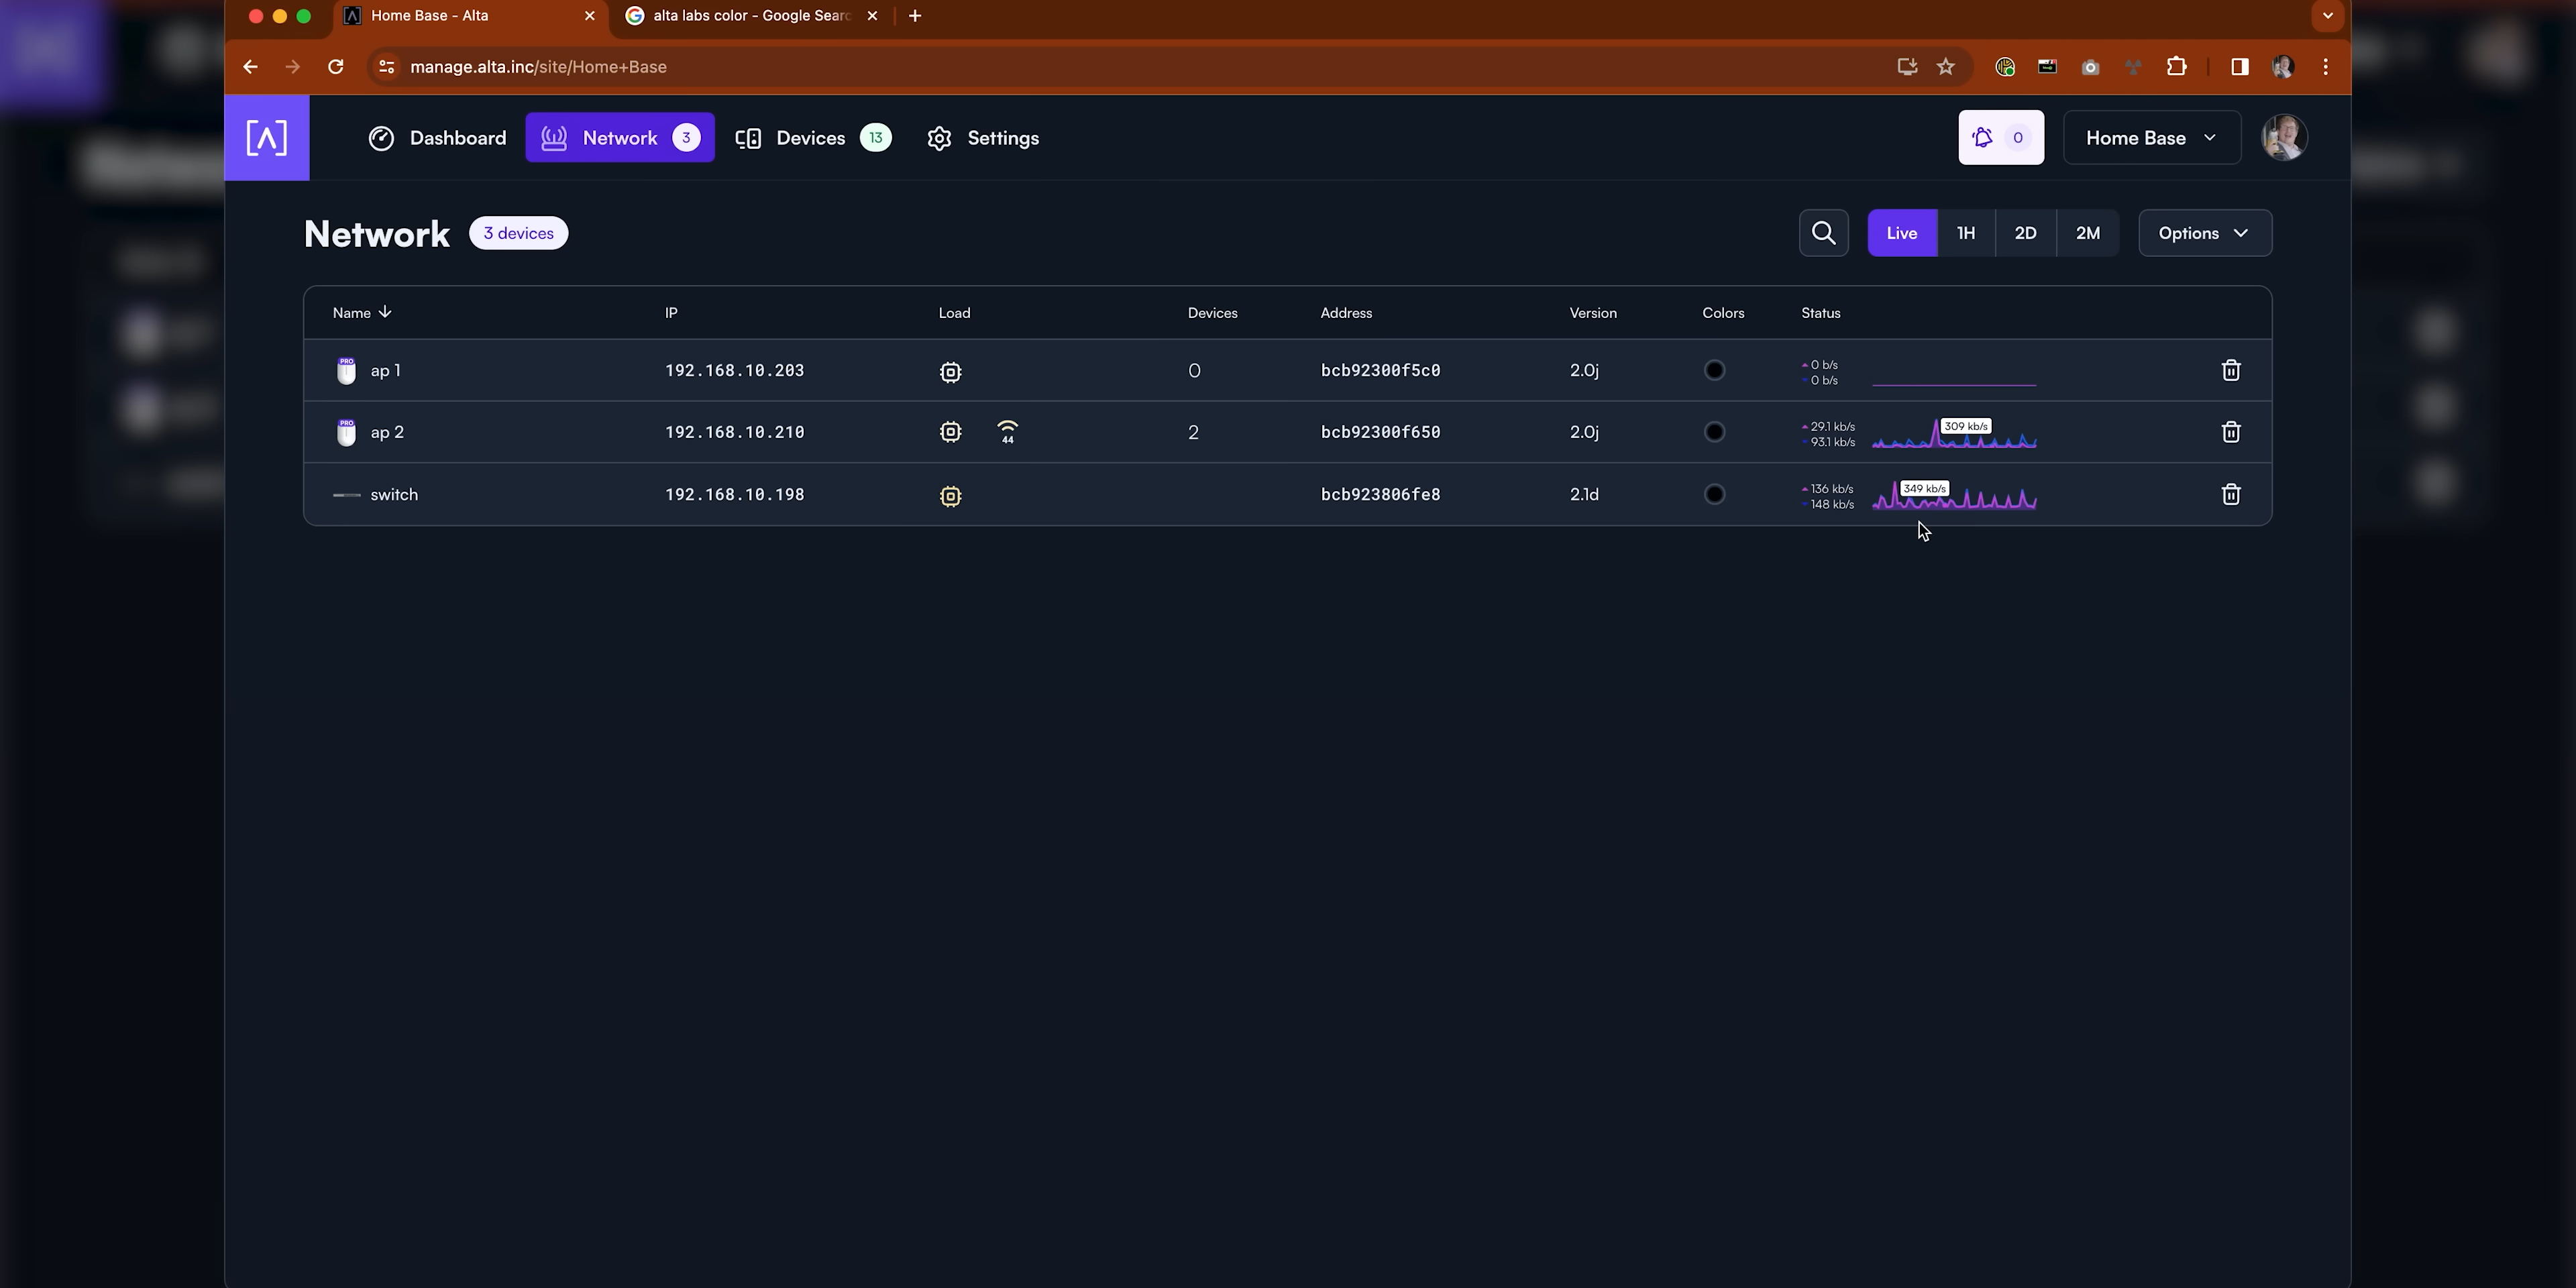 Home Base - Alta
alta labs color - Google Searc
manage.alta.inc/site/Home+Base
Dashboard
Network 3
Devices 13
Settings
0
Home Base
Network
3 devices
Live 1H 2D 2M
Options
Name IP Load Devices Address Version Colors Status
PRO
ap 1 192.168.10.203 0 bcb92300f5c0 2.0j
0 b/s
0 b/s
PRO
ap 2 192.168.10.210 44 2 bcb92300f650 2.0j
29.1 kb/s
93.1 kb/s
309 kb/s
switch 192.168.10.198 bcb923806fe8 2.1d
136 kb/s
148 kb/s
349 kb/s